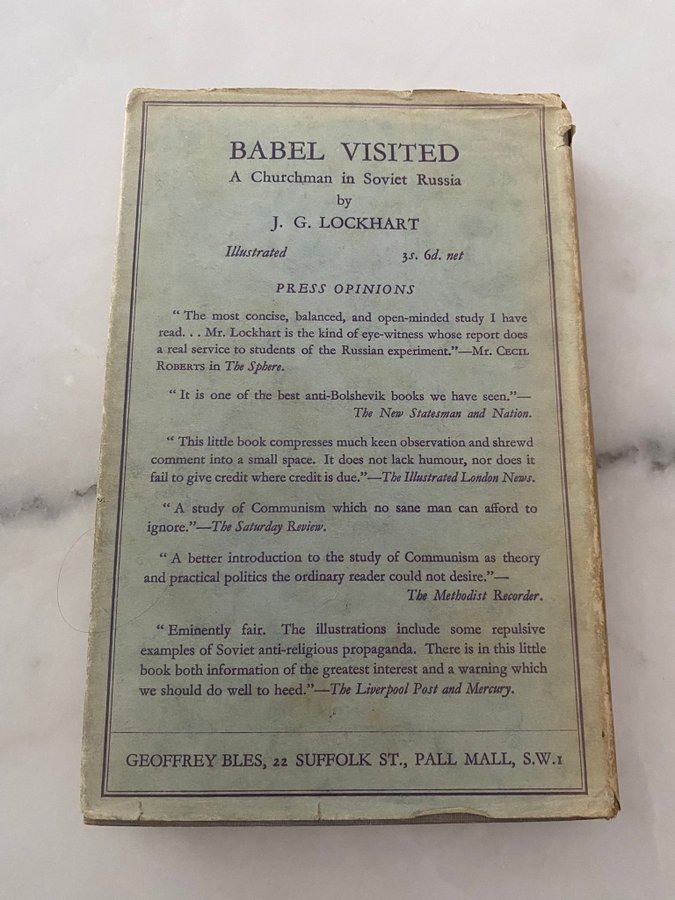 BABEL VISITED
A Churchman in Soviet Russia
by
J. G. LOCKHART
Illustrated 3s. 6d. net
PRESS OPINIONS
“ The most concise, balanced, and open-minded study I have
read. . . Mr. Lockhart is the kind of eye-witness whose report does
a real service to students of the Russian experiment.”—Mr. CECIL
ROBERTS in The Sphere.
“ It is one of the best anti-Bolshevik books we have seen.”—
The New Statesman and Nation.
“ This little book compresses much keen observation and shrewd
comment into a small space. It does not lack humour, nor does it
fail to give credit where credit is due.”—The Illustrated London News.
“ A study of Communism which no sane man can afford to
ignore.”—The Saturday Review.
“ A better introduction to the study of Communism as theory
and practical politics the ordinary reader could not desire.”—
The Methodist Recorder.
“ Eminently fair. The illustrations include some repulsive
examples of Soviet anti-religious propaganda. There is in this little
book both information of the greatest interest and a warning which
we should do well to heed.”—The Liverpool Post and Mercury.
GEOFFREY BLES, 22 SUFFOLK ST., PALL MALL, S.W.1